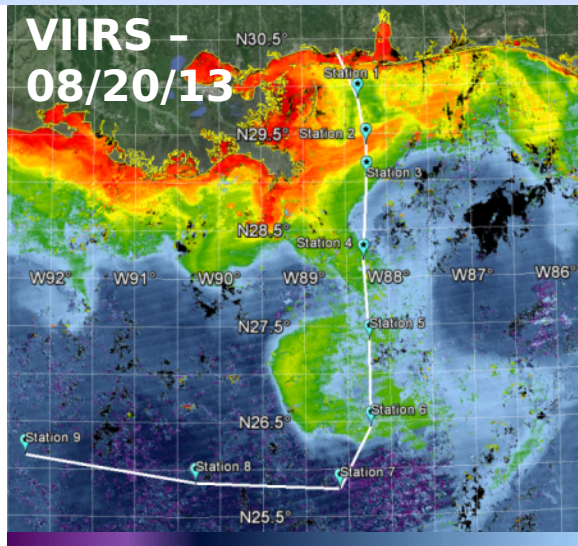 VIIRS –
08/20/13
N30.5°
Station 1
Station 2
N29.5°
Station 3
N28.5°
Station 4
W92°
W91°
W90°
W89°
W88°
W87°
W86°
N27.5°
Station 5
Station 6
N26.5°
Station 9
Station 8
Station 7
N25.5°